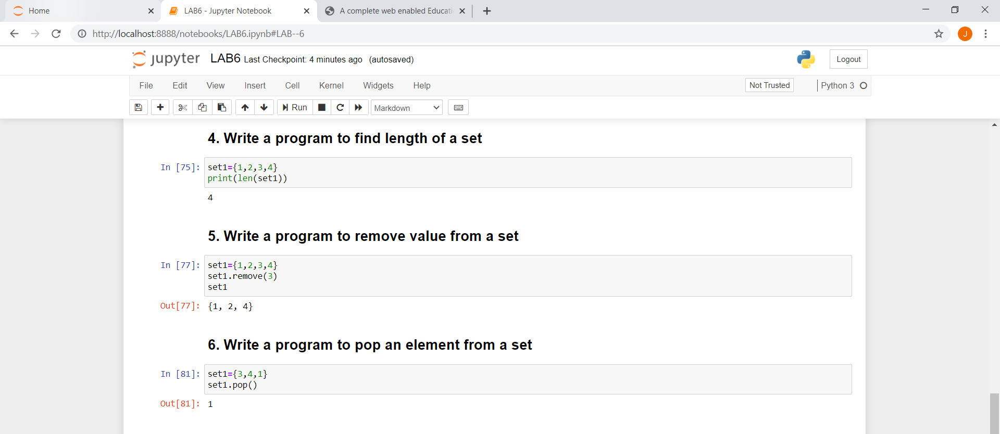 Home
LAB6 - Jupyter Notebook
A complete web enabled Educati
http://localhost:8888/notebooks/LAB6.ipynb#LAB--6
J
jupyter LAB6 Last Checkpoint: 4 minutes ago (autosaved)
Logout
File Edit View Insert Cell Kernel Widgets Help
Not Trusted
Python 3
Run
Markdown
4. Write a program to find length of a set
In [75]: set1={1,2,3,4}
print(len(set1))
4
5. Write a program to remove value from a set
In [77]: set1={1,2,3,4}
set1.remove(3)
set1
Out[77]: {1, 2, 4}
6. Write a program to pop an element from a set
In [81]: set1={3,4,1}
set1.pop()
Out[81]: 1